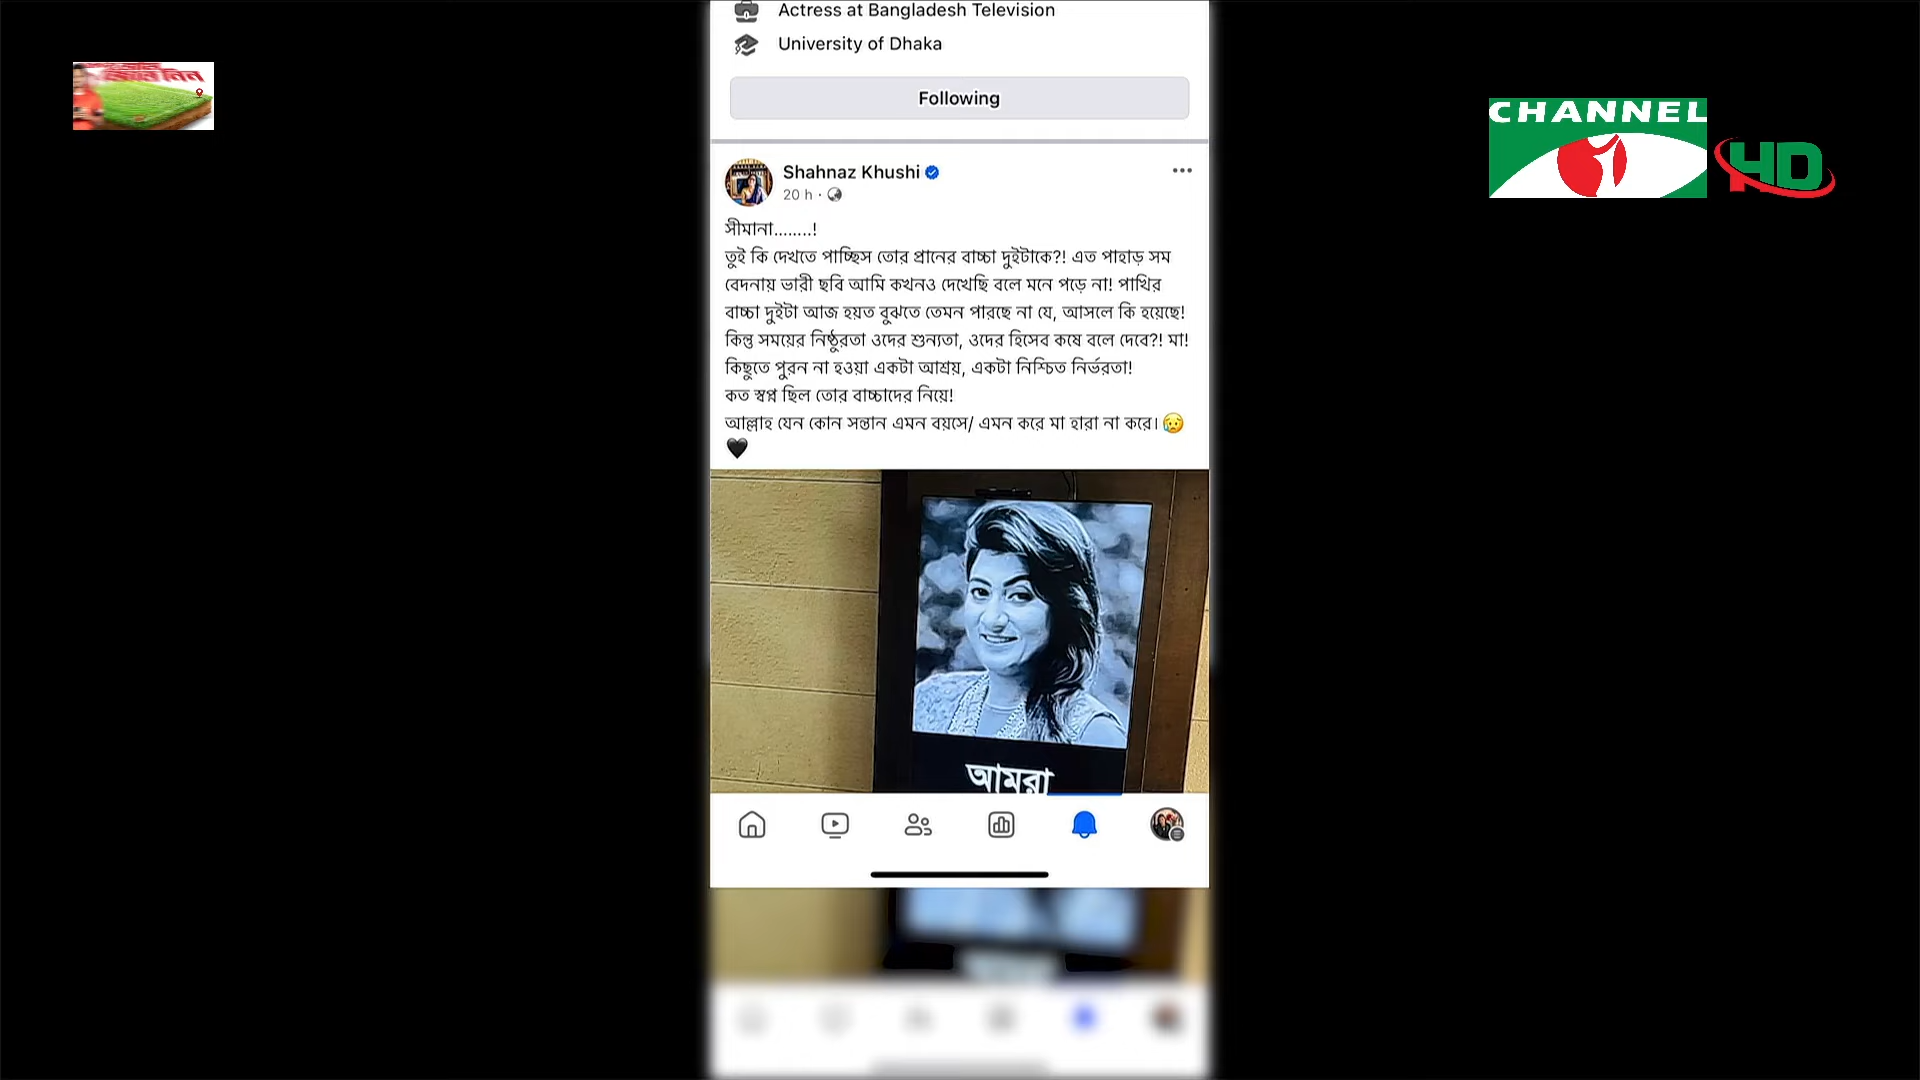 Actress at Bangladesh Television
University of Dhaka
Following
CHANNEL
HD
Shahnaz Khushi
20 h ·
সীমানা........!
তুই কি দেখতে পাচ্ছিস তোর প্রানের বাচ্চা দুইটাকে?! এত পাহাড় সম
বেদনায় ভারী ছবি আমি কখনও দেখেছি বলে মনে পড়ে না! পাখির
বাচ্চা দুইটা আজ হয়ত বুঝতে তেমন পারছে না যে, আসলে কি হয়েছে!
কিন্তু সময়ের নিষ্ঠুরতা ওদের শুন্যতা, ওদের হিসেব কষে বলে দেবে?! মা!
কিছুতে পুরন না হওয়া একটা আশ্রয়, একটা নিশ্চিত নির্ভরতা!
কত স্বপ্ন ছিল তোর বাচ্চাদের নিয়ে!
আল্লাহ যেন কোন সন্তান এমন বয়সে/ এমন করে মা হারা না করে। 😥
🖤
আমরা